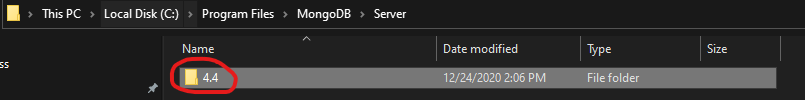 This PC > Local Disk (C:) > Program Files > MongoDB > Server
Name Date modified Type Size
ss
4.4 12/24/2020 2:06 PM File folder